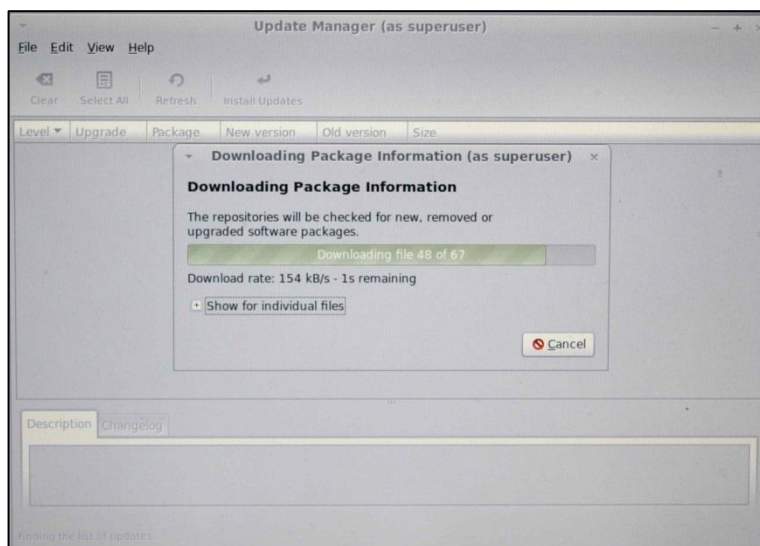 Update Manager (as superuser)
File Edit View Help
Clear Select All Refresh Install Updates
Level Upgrade Package New version Old version Size
Downloading Package Information (as superuser)
Downloading Package Information
The repositories will be checked for new, removed or
upgraded software packages.
Downloading file 48 of 67
Download rate: 154 kB/s - 1s remaining
Show for individual files
Cancel
Description Changelog
Finding the list of updates...